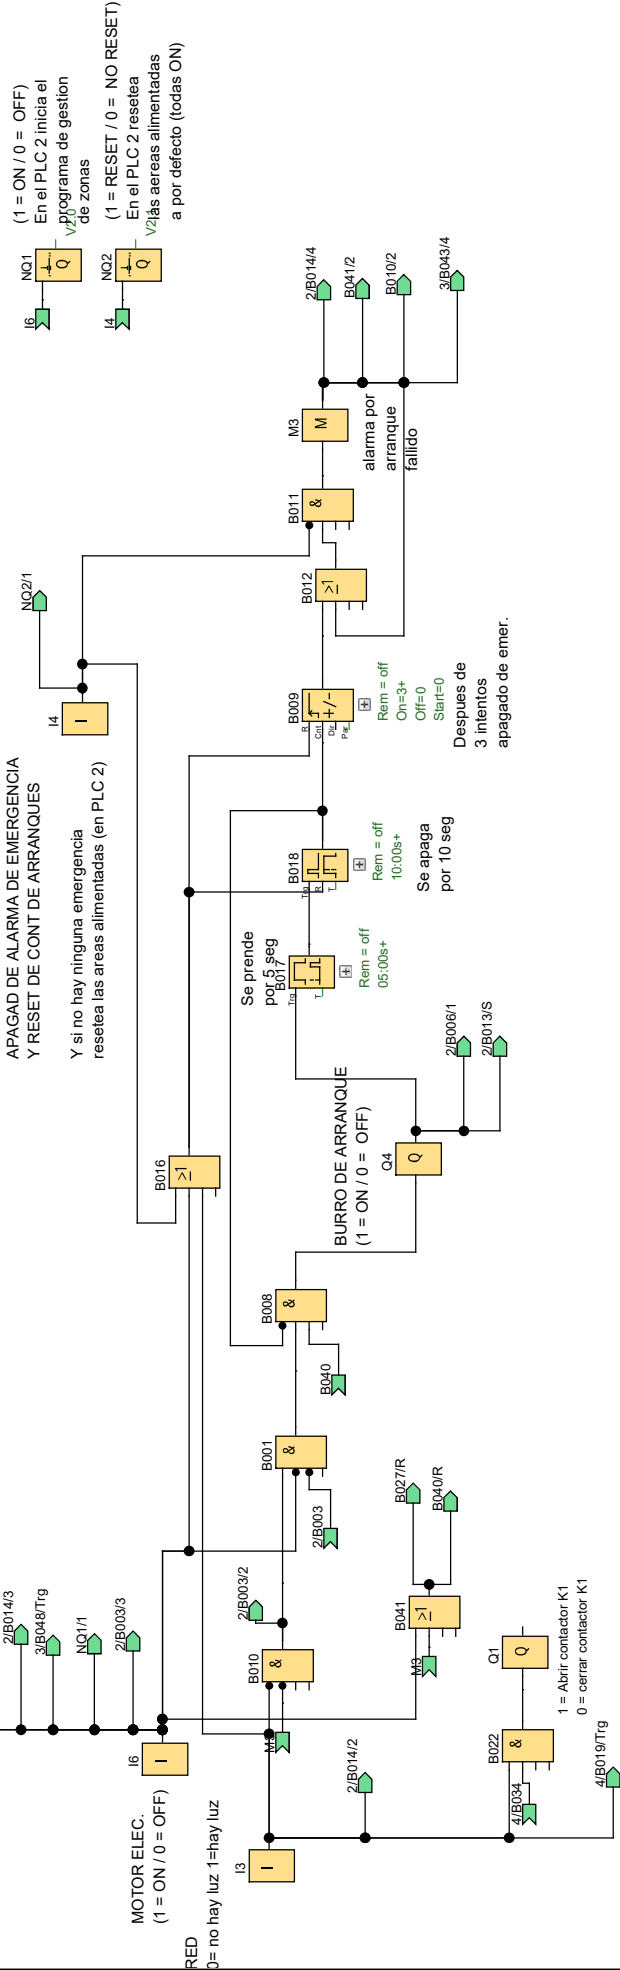 (1 = ON / 0 = OFF)
En el PLC 2 inicia el
programa de gestion
de zonas
NQ1
Q
V2.0
I6
(1 = RESET / 0 = NO RESET)
En el PLC 2 resetea
las aereas alimentadas
a por defecto (todas ON)
NQ2
Q
I4
2/B014/4
B041/2
B010/2
3/B043/4
M3
M
alarma por
arranque
fallido
B011
&
B012
≥1
NQ2/1
I4
I
APAGAD DE ALARMA DE EMERGENCIA
Y RESET DE CONT DE ARRANQUES
Y si no hay ninguna emergencia
resetea las areas alimentadas (en PLC 2)
B009
R
Cnt
Dir
Par
+/-
Rem = off
On=3+
Off=0
Start=0
Despues de
3 intentos
apagado de emer.
B018
Trg
R
T
Rem = off
10:00s+
Se apaga
por 10 seg
Se prende
por 5 seg
B017
Trg
T
Rem = off
05:00s+
2/B006/1
2/B013/S
B016
≥1
BURRO DE ARRANQUE
(1 = ON / 0 = OFF)
Q4
Q
B008
&
B040
B001
&
2/B003
B027/R
B040/R
B041
≥1
M3
2/B014/3
3/B048/Trg
NQ1/1
2/B003/3
2/B003/2
B010
&
I6
I
MOTOR ELEC.
(1 = ON / 0 = OFF)
Q1
Q
1 = Abrir contactor K1
0 = cerrar contactor K1
B022
&
4/B034
4/B019/Trg
2/B014/2
I3
I
RED
0= no hay luz 1=hay luz